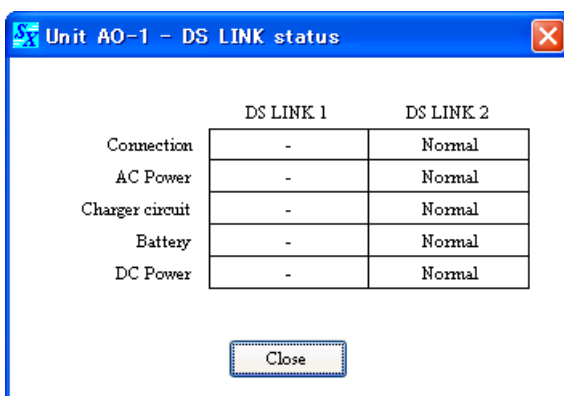 SX Unit AO-1 - DS LINK status
DS LINK 1 DS LINK 2
Connection - Normal
AC Power - Normal
Charger circuit - Normal
Battery - Normal
DC Power - Normal
Close